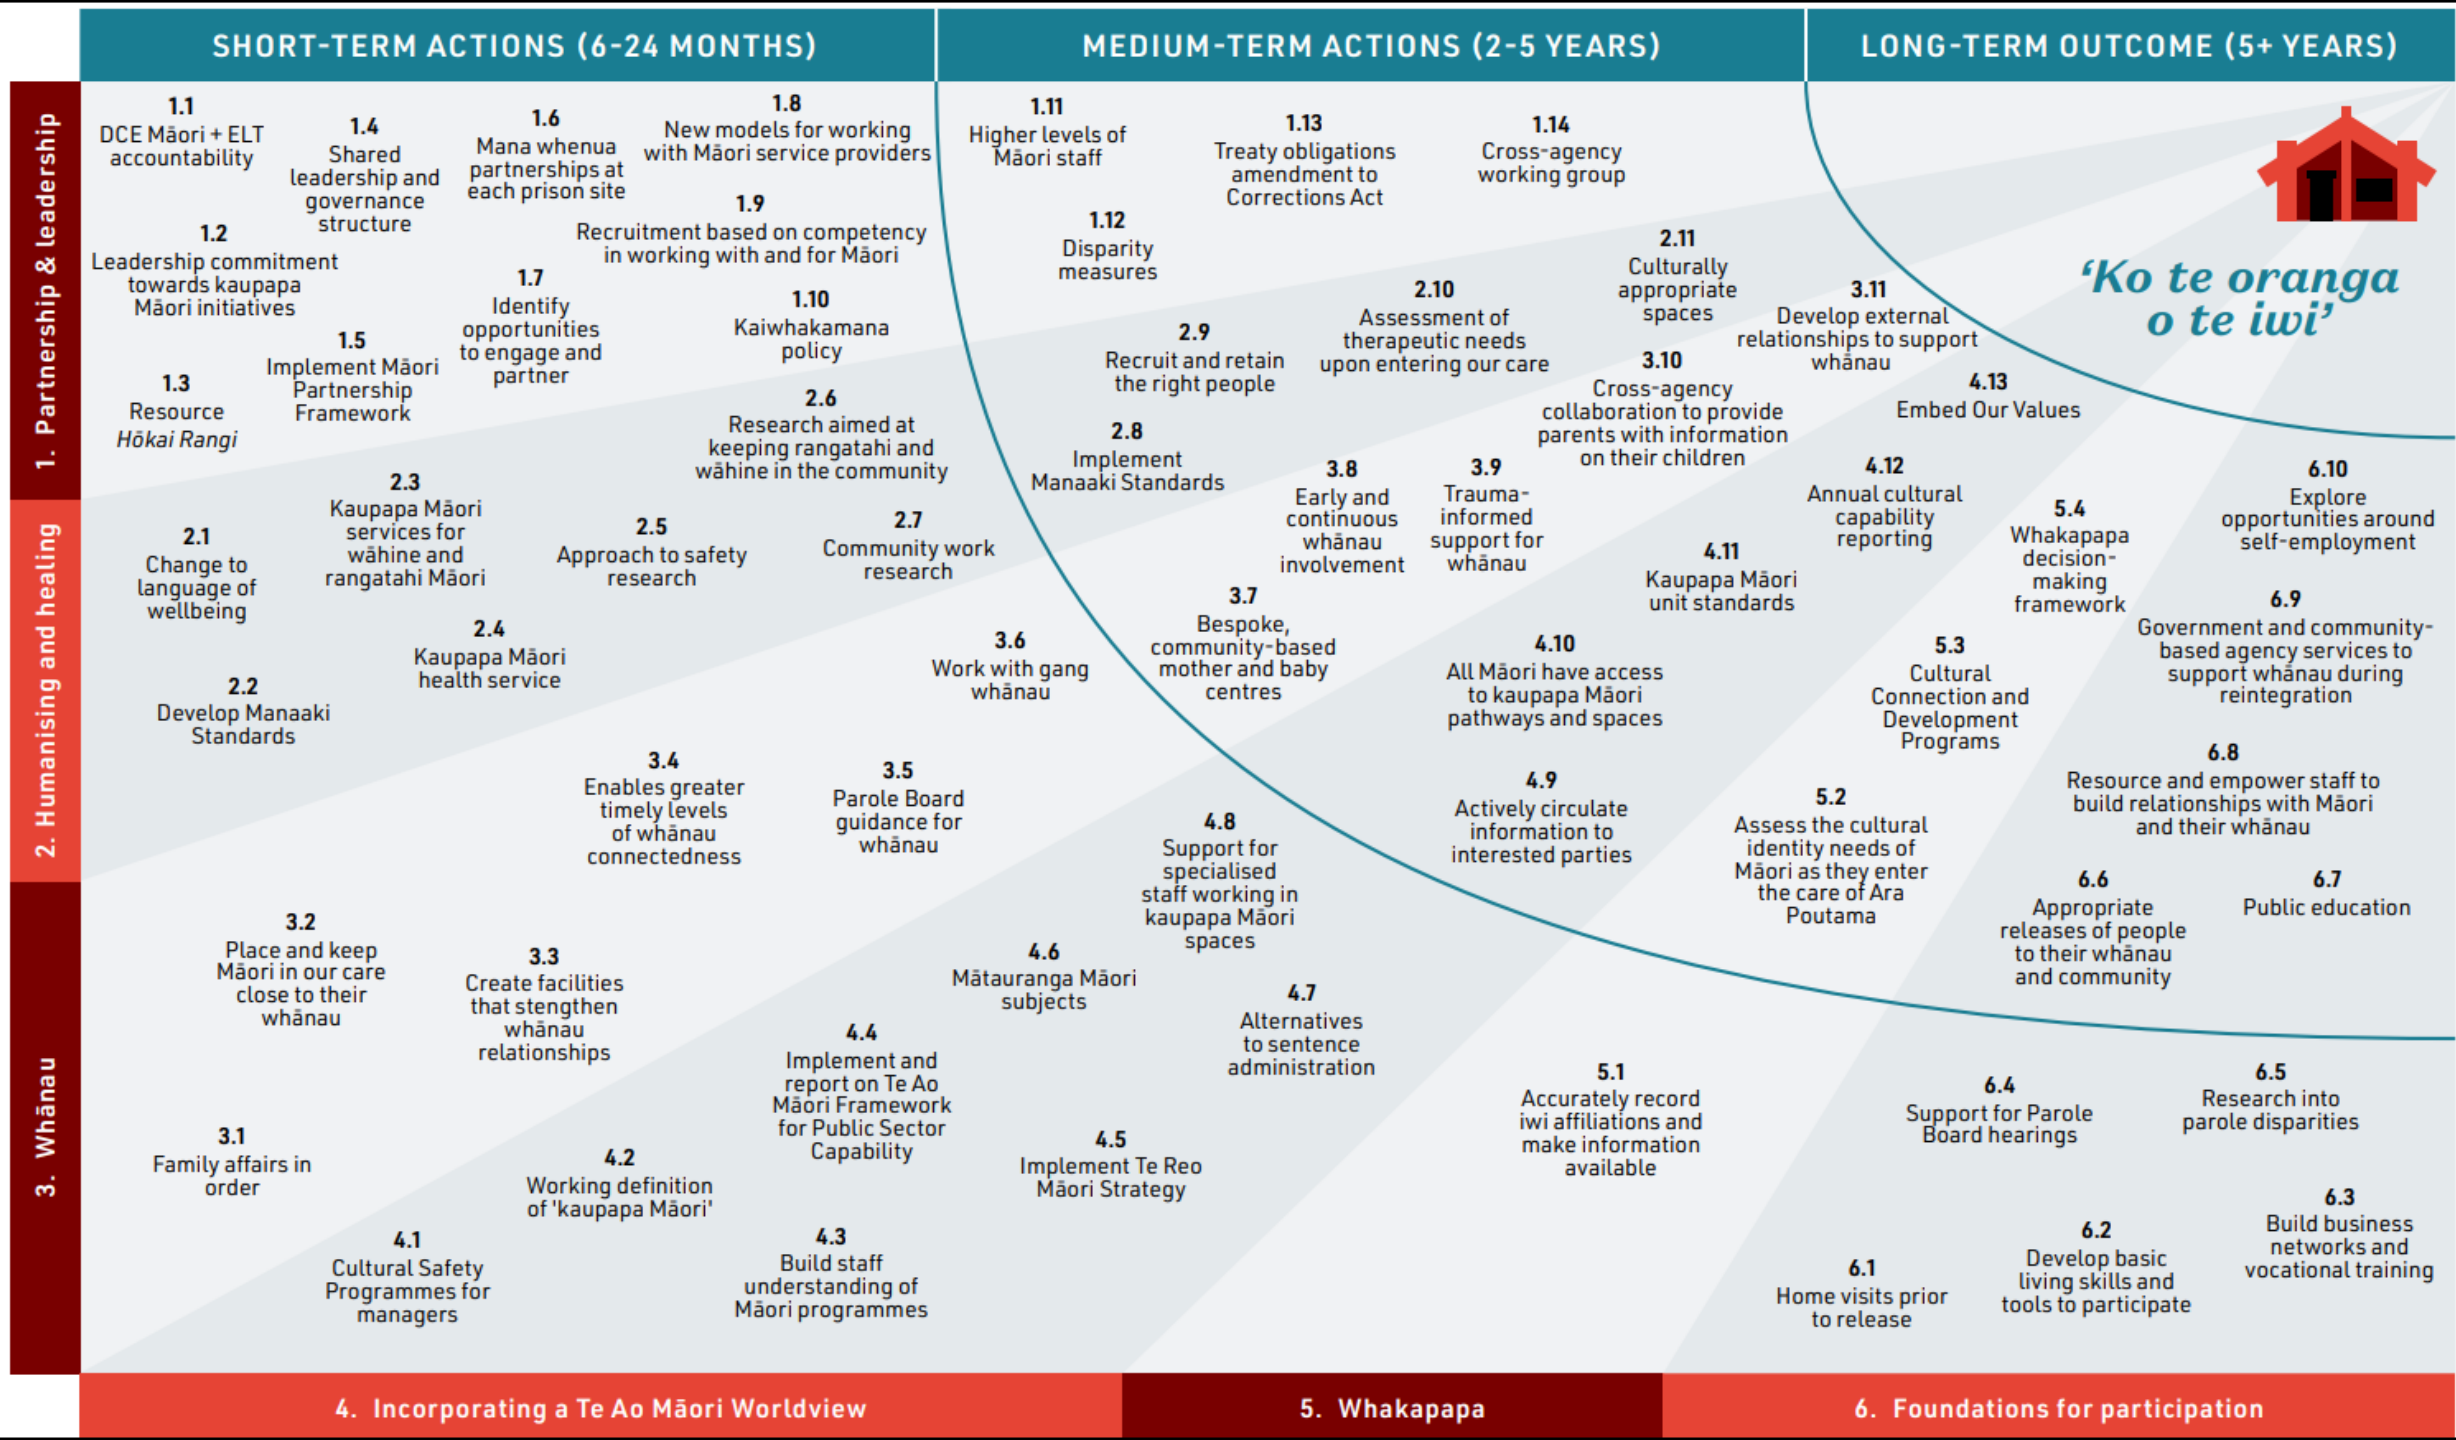 SHORT-TERM ACTIONS (6-24 MONTHS)
MEDIUM-TERM ACTIONS (2-5 YEARS)
LONG-TERM OUTCOME (5+ YEARS)
1. Partnership & leadership
2. Humanising and healing
3. Whānau
1.1
DCE Māori + ELT
accountability
1.2
Leadership commitment
towards kaupapa
Māori initiatives
1.3
Resource
Hōkai Rangi
1.4
Shared
leadership and
governance
structure
1.5
Implement Māori
Partnership
Framework
1.6
Mana whenua
partnerships at
each prison site
1.7
Identify
opportunities
to engage and
partner
1.8
New models for working
with Māori service providers
1.9
Recruitment based on competency
in working with and for Māori
1.10
Kaiwhakamana
policy
1.11
Higher levels of
Māori staff
1.12
Disparity
measures
1.13
Treaty obligations
amendment to
Corrections Act
1.14
Cross-agency
working group
2.1
Change to
language of
wellbeing
2.2
Develop Manaaki
Standards
2.3
Kaupapa Māori
services for
wāhine and
rangatahi Māori
2.4
Kaupapa Māori
health service
2.5
Approach to safety
research
2.6
Research aimed at
keeping rangatahi and
wāhine in the community
2.7
Community work
research
2.8
Implement
Manaaki Standards
2.9
Recruit and retain
the right people
2.10
Assessment of
therapeutic needs
upon entering our care
2.11
Culturally
appropriate
spaces
3.1
Family affairs in
order
3.2
Place and keep
Māori in our care
close to their
whānau
3.3
Create facilities
that stengthen
whānau
relationships
3.4
Enables greater
timely levels
of whānau
connectedness
3.5
Parole Board
guidance for
whānau
3.6
Work with gang
whānau
3.7
Bespoke,
community-based
mother and baby
centres
3.8
Early and
continuous
whānau
involvement
3.9
Trauma-
informed
support for
whānau
3.10
Cross-agency
collaboration to provide
parents with information
on their children
3.11
Develop external
relationships to support
whānau
4.1
Cultural Safety
Programmes for
managers
4.2
Working definition
of 'kaupapa Māori'
4.3
Build staff
understanding of
Māori programmes
4.4
Implement and
report on Te Ao
Māori Framework
for Public Sector
Capability
4.5
Implement Te Reo
Māori Strategy
4.6
Mātauranga Māori
subjects
4.7
Alternatives
to sentence
administration
4.8
Support for
specialised
staff working in
kaupapa Māori
spaces
4.9
Actively circulate
information to
interested parties
4.10
All Māori have access
to kaupapa Māori
pathways and spaces
4.11
Kaupapa Māori
unit standards
4.12
Annual cultural
capability
reporting
4.13
Embed Our Values
5.1
Accurately record
iwi affiliations and
make information
available
5.2
Assess the cultural
identity needs of
Māori as they enter
the care of Ara
Poutama
5.3
Cultural
Connection and
Development
Programs
5.4
Whakapapa
decision-
making
framework
6.1
Home visits prior
to release
6.2
Develop basic
living skills and
tools to participate
6.3
Build business
networks and
vocational training
6.4
Support for Parole
Board hearings
6.5
Research into
parole disparities
6.6
Appropriate
releases of people
to their whānau
and community
6.7
Public education
6.8
Resource and empower staff to
build relationships with Māori
and their whānau
6.9
Government and community-
based agency services to
support whānau during
reintegration
6.10
Explore
opportunities around
self-employment
‘Ko te oranga
o te iwi’
4. Incorporating a Te Ao Māori Worldview
5. Whakapapa
6. Foundations for participation